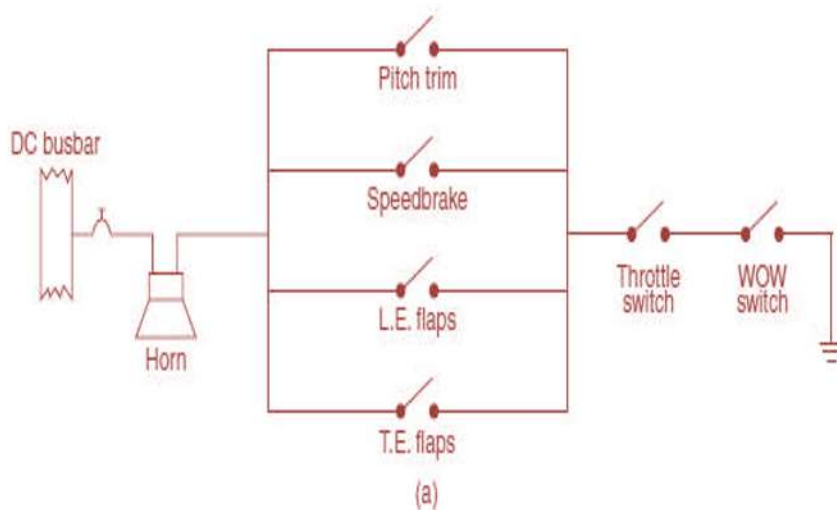 Pitch trim
DC busbar
Speedbrake
Throttle
switch
WOW
switch
L.E. flaps
Horn
T.E. flaps
(a)